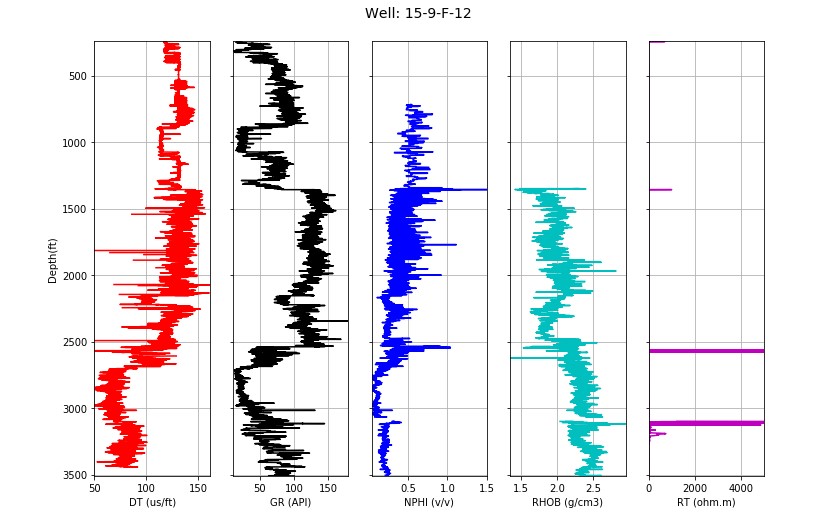 Well: 15-9-F-12
Depth(ft)
500
1000
1500
2000
2500
3000
3500
50 100 150
DT (us/ft)
50 100 150
GR (API)
0.5 1.0 1.5
NPHI (v/v)
1.5 2.0 2.5
RHOB (g/cm3)
0 2000 4000
RT (ohm.m)